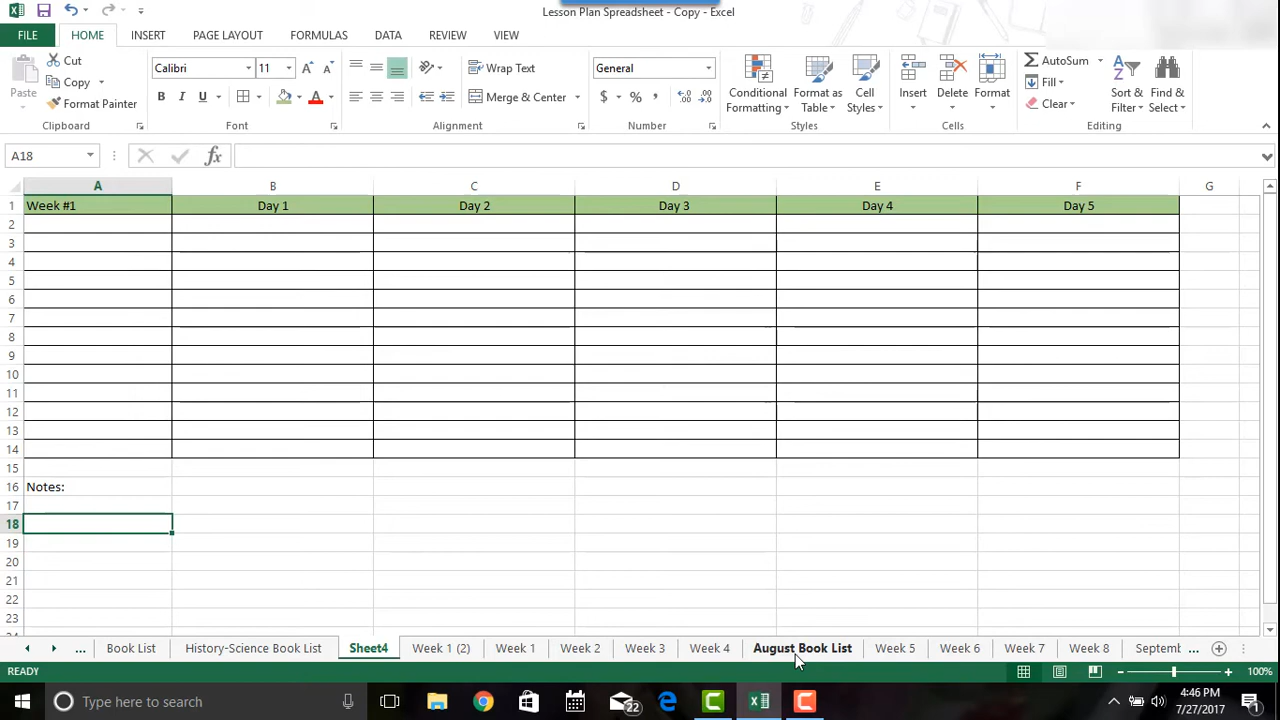 Lesson Plan Spreadsheet - Copy - Excel
FILE HOME INSERT PAGE LAYOUT FORMULAS DATA REVIEW VIEW
Paste Cut Copy Format Painter Clipboard
Calibri 11 B I U A Font
Wrap Text Merge & Center Alignment
General $ % , Number
Conditional Formatting Format as Table Cell Styles Styles
Insert Delete Format Cells
AutoSum Fill Clear Sort & Filter Find & Select Editing
A18 fx
A B C D E F G
1 Week #1 Day 1 Day 2 Day 3 Day 4 Day 5
2
3
4
5
6
7
8
9
10
11
12
13
14
15
16 Notes:
17
18
19
20
21
22
23
... Book List History-Science Book List Sheet4 Week 1 (2) Week 1 Week 2 Week 3 Week 4 August Book List Week 5 Week 6 Week 7 Week 8 Septemb ...
READY 100%
Type here to search 22 4:46 PM
7/27/2017 1